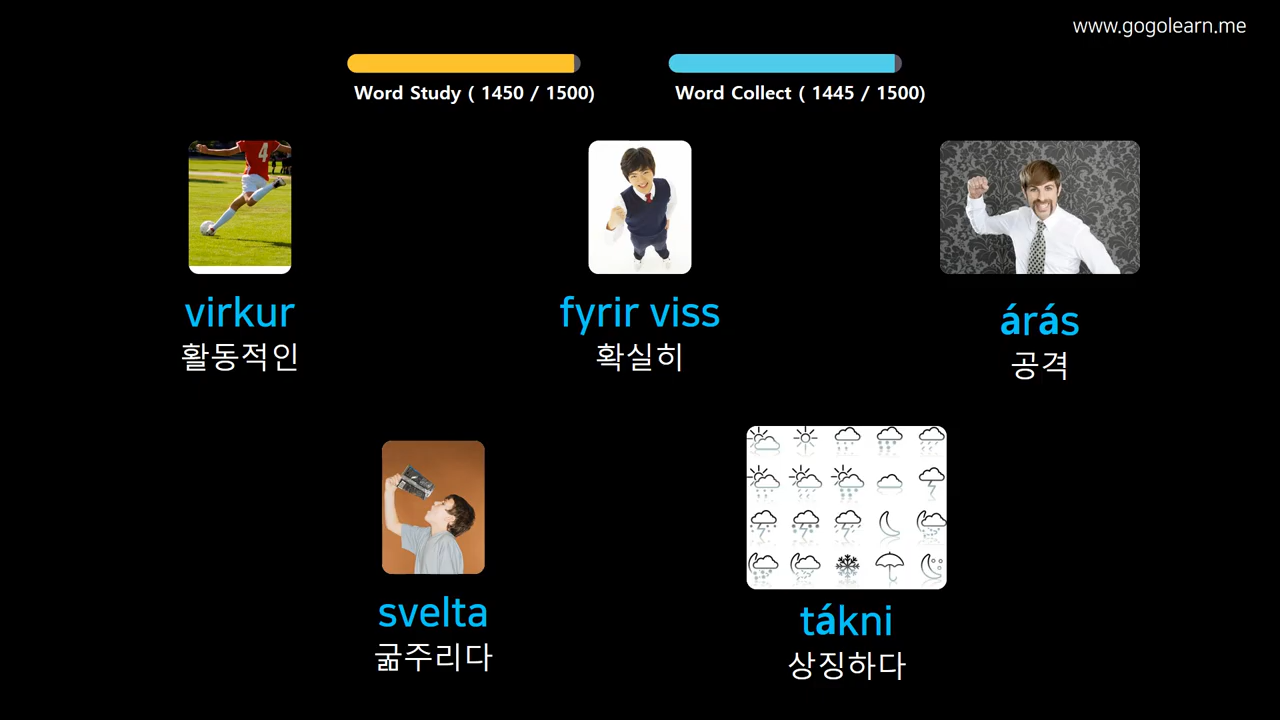 www.gogolearn.me
Word Study ( 1450 / 1500)
Word Collect ( 1445 / 1500)
4
virkur
활동적인
fyrir viss
확실히
árás
공격
svelta
굶주리다
tákni
상징하다